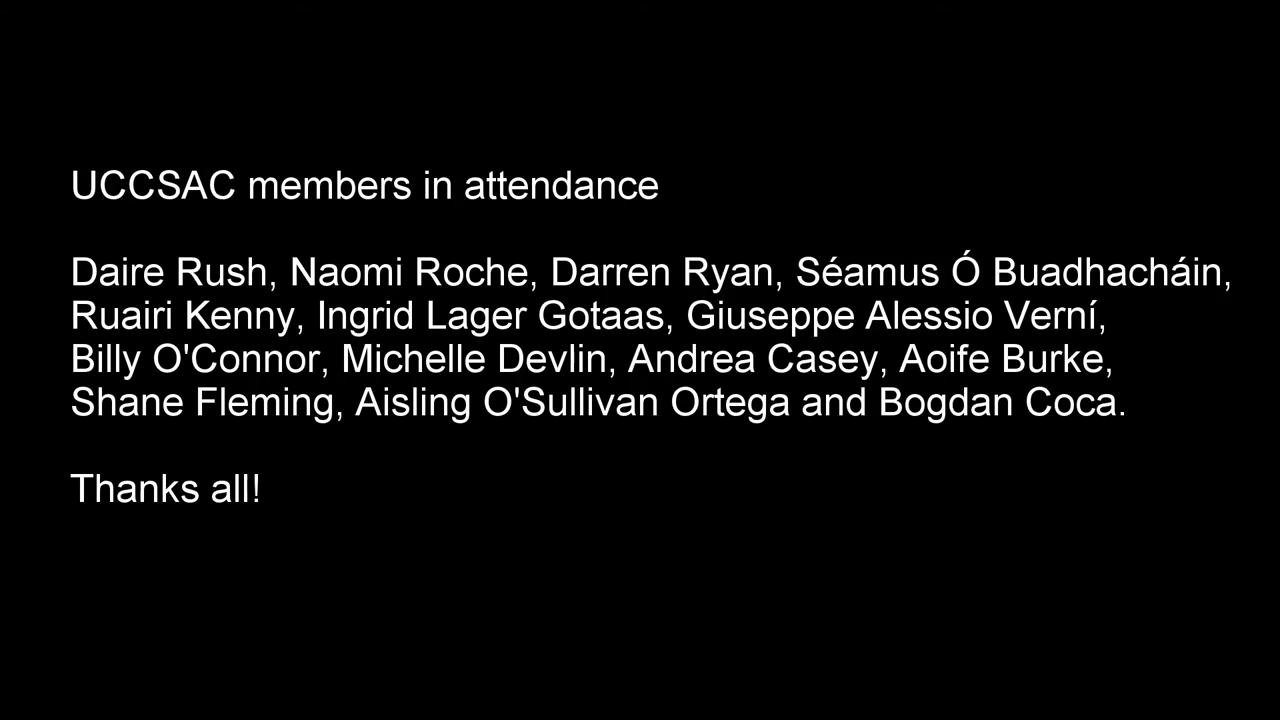 UCCSAC members in attendance
Daire Rush, Naomi Roche, Darren Ryan, Séamus Ó Buadhacháin,
Ruairi Kenny, Ingrid Lager Gotaas, Giuseppe Alessio Verní,
Billy O'Connor, Michelle Devlin, Andrea Casey, Aoife Burke,
Shane Fleming, Aisling O'Sullivan Ortega and Bogdan Coca.
Thanks all!